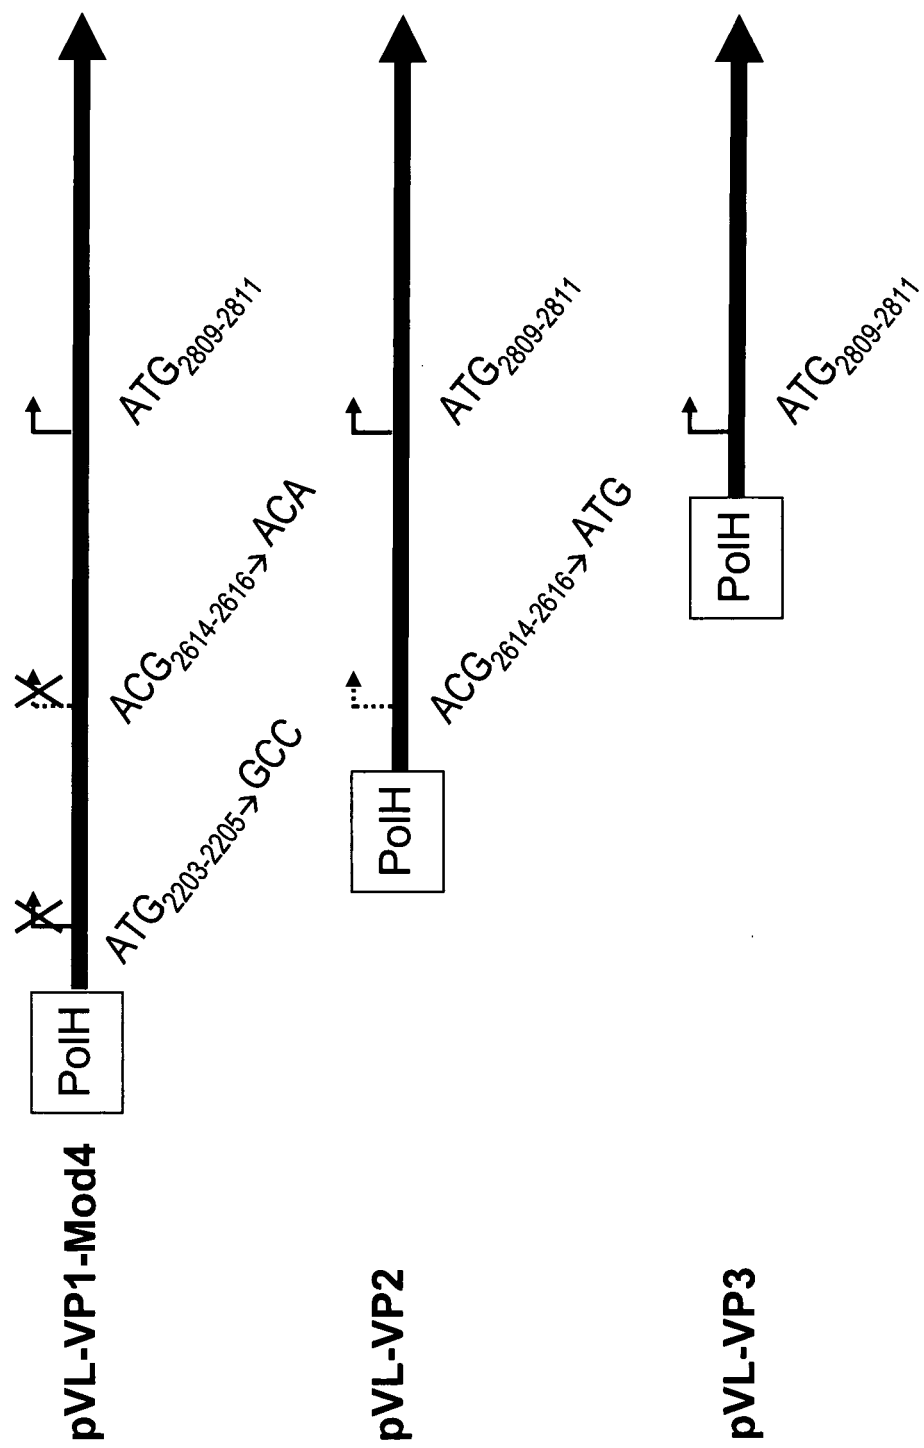 pVL-VP1-Mod4
PolH
ATG2203-2205→GCC
ACG2614-2616→ACA
ATG2809-2811
pVL-VP2
PolH
ACG2614-2616→ATG
ATG2809-2811
pVL-VP3
PolH
ATG2809-2811